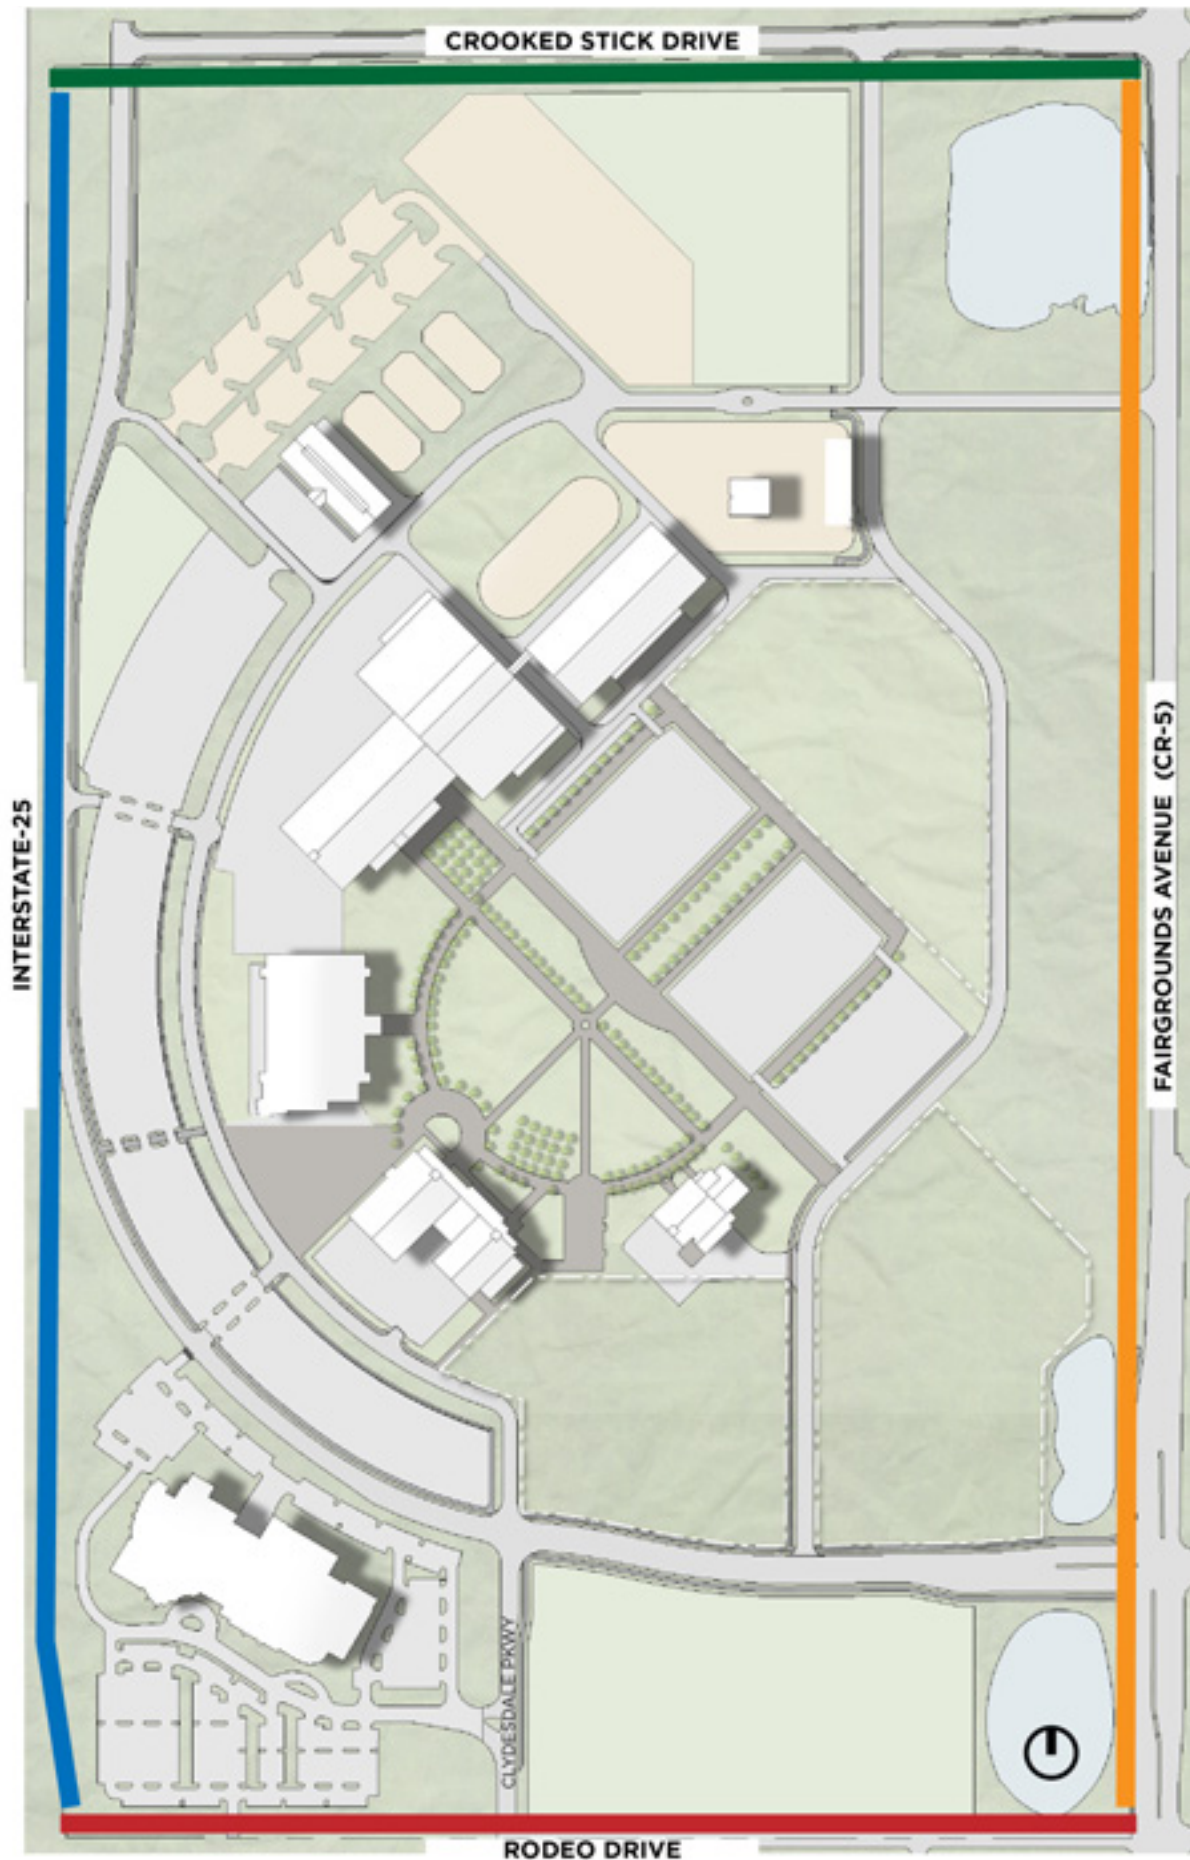 CROOKED STICK DRIVE
INTERSTATE-25
FAIRGROUNDS AVENUE (CR-5)
CLYDESDALE PKWY
RODEO DRIVE